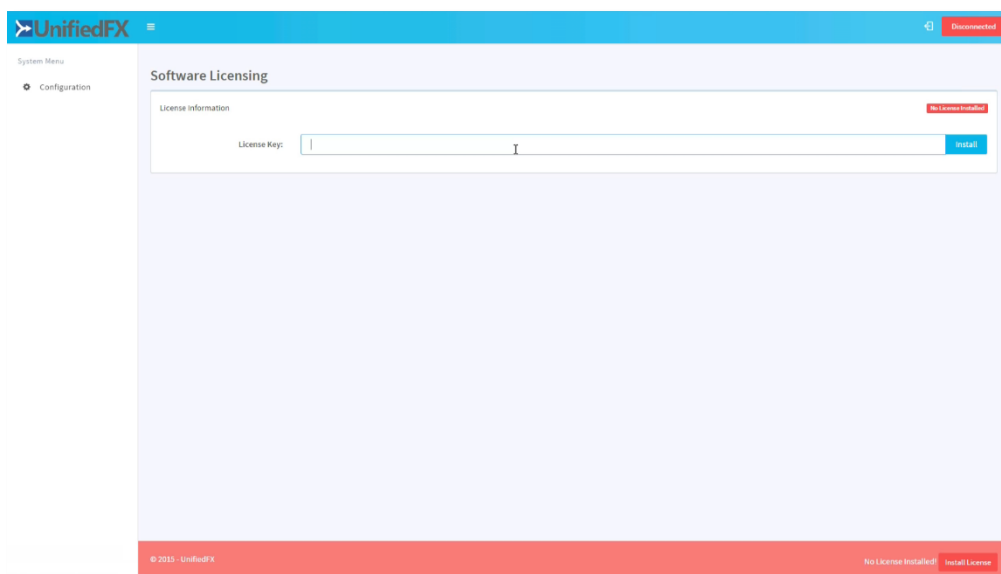 UnifiedFX
Disconnected
System Menu
Configuration
Software Licensing
License Information
No License Installed
License Key:
Install
© 2015 - UnifiedFX
No License Installed!
Install License